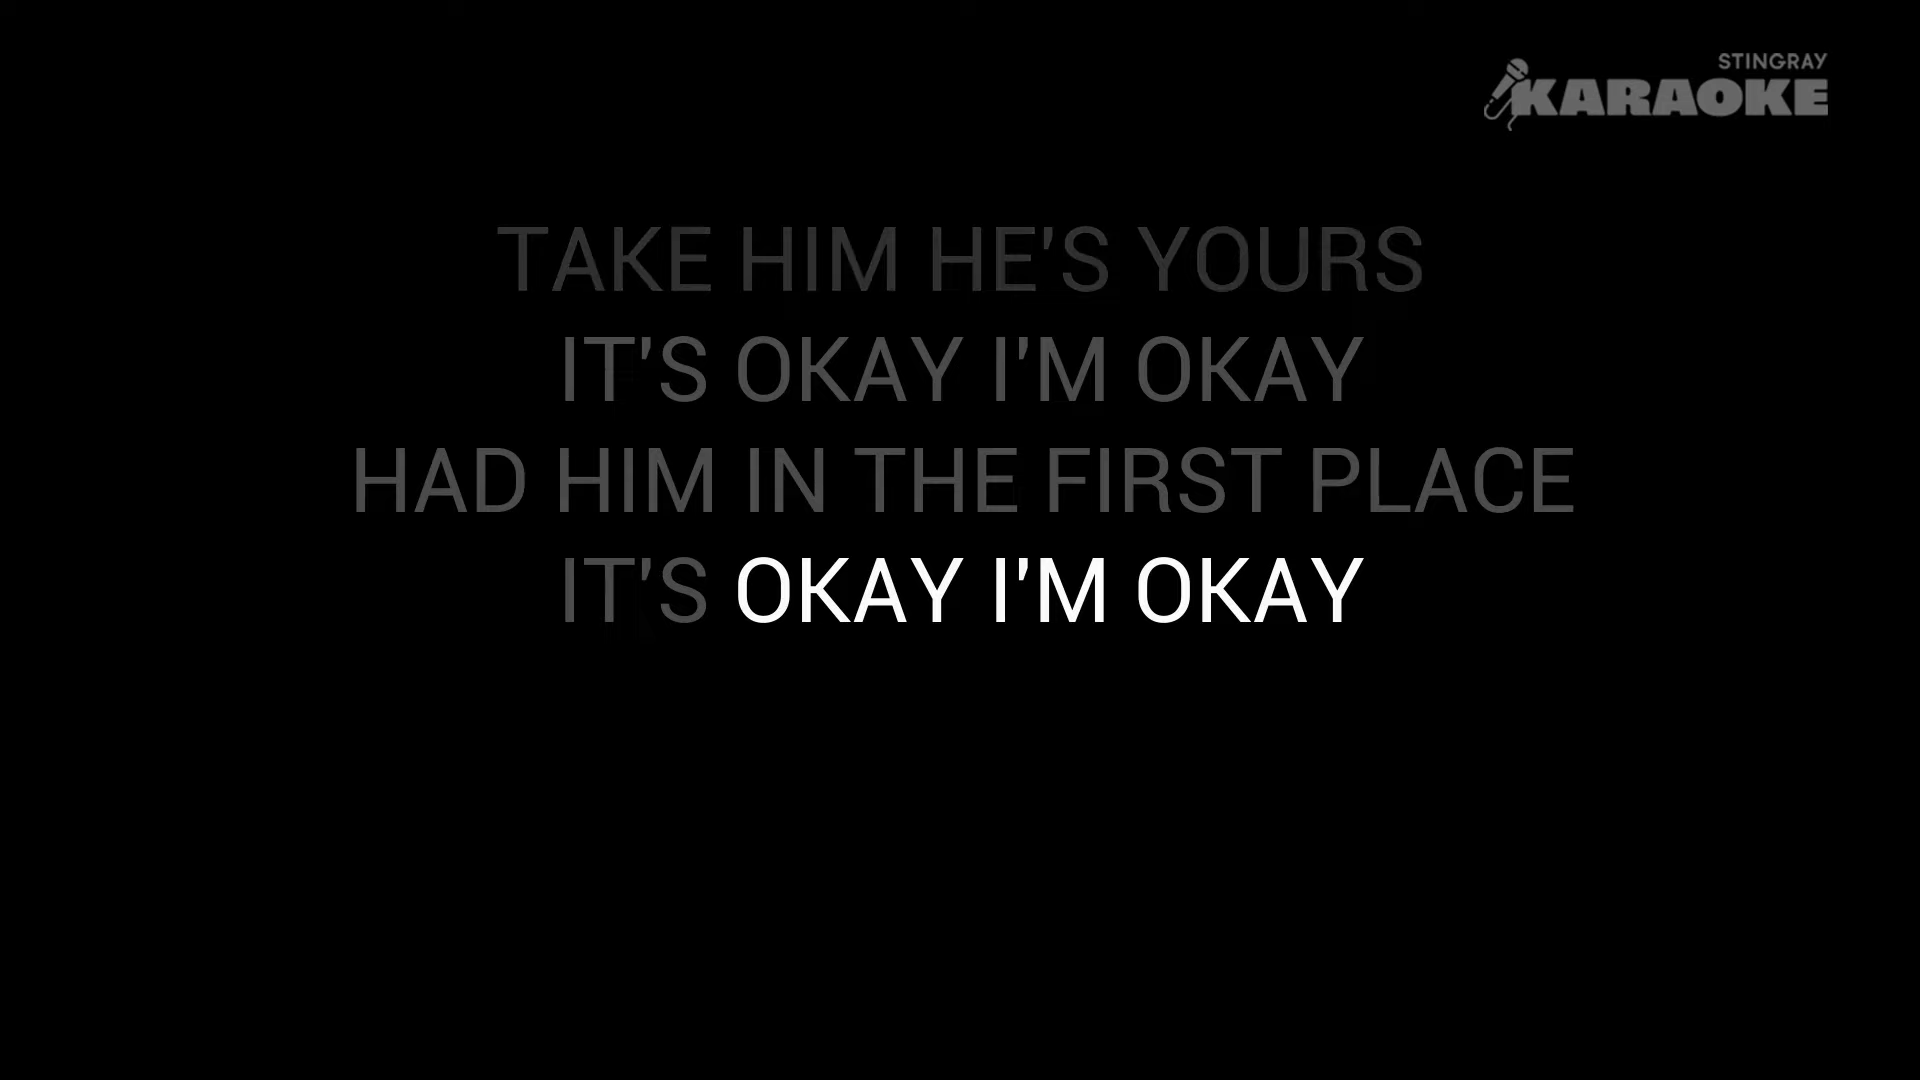 STINGRAY
KARAOKE
TAKE HIM HE'S YOURS
IT'S OKAY I'M OKAY
HAD HIM IN THE FIRST PLACE
IT'S OKAY I'M OKAY